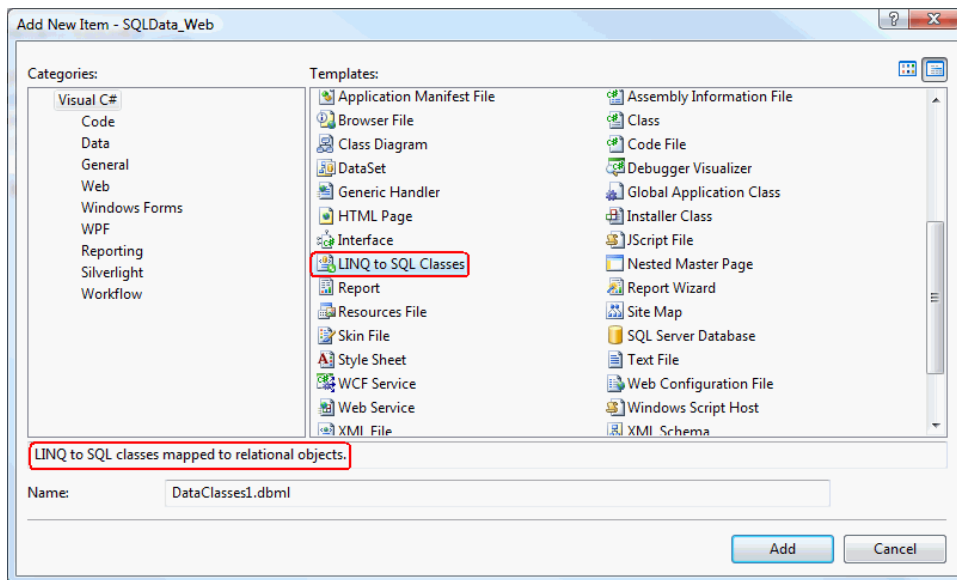 Add New Item - SQLData_Web
Categories:
Templates:
Visual C#
Code
Data
General
Web
Windows Forms
WPF
Reporting
Silverlight
Workflow
Application Manifest File
Assembly Information File
Browser File
Class
Class Diagram
Code File
DataSet
Debugger Visualizer
Generic Handler
Global Application Class
HTML Page
Installer Class
Interface
JScript File
LINQ to SQL Classes
Nested Master Page
Report
Report Wizard
Resources File
Site Map
Skin File
SQL Server Database
Style Sheet
Text File
WCF Service
Web Configuration File
Web Service
Windows Script Host
XML File
XML Schema
LINQ to SQL classes mapped to relational objects.
Name:
DataClasses1.dbml
Add
Cancel